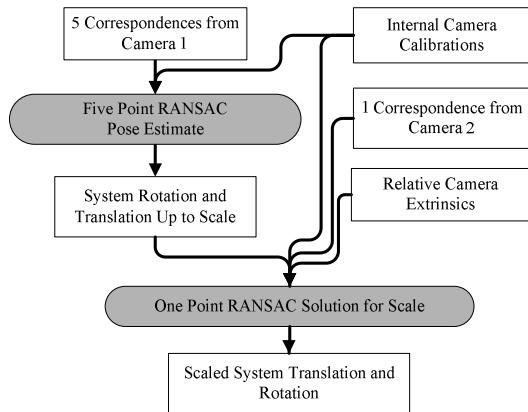 5 Correspondences from
Camera 1
Internal Camera
Calibrations
Five Point RANSAC
Pose Estimate
1 Correspondence from
Camera 2
System Rotation and
Translation Up to Scale
Relative Camera
Extrinsics
One Point RANSAC Solution for Scale
Scaled System Translation and
Rotation